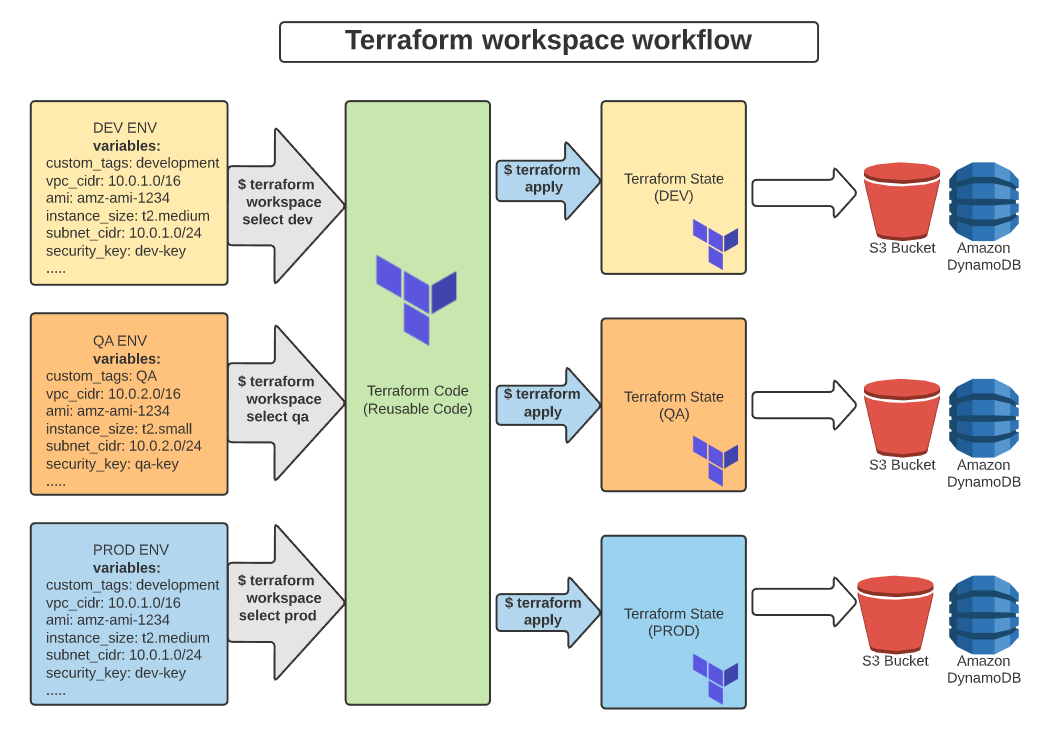 Terraform workspace workflow
DEV ENV
variables:
custom_tags: development
vpc_cidr: 10.0.1.0/16
ami: amz-ami-1234
instance_size: t2.medium
subnet_cidr: 10.0.1.0/24
security_key: dev-key
.....
$ terraform
workspace
select dev
QA ENV
variables:
custom_tags: QA
vpc_cidr: 10.0.2.0/16
ami: amz-ami-1234
instance_size: t2.small
subnet_cidr: 10.0.2.0/24
security_key: qa-key
.....
$ terraform
workspace
select qa
PROD ENV
variables:
custom_tags: development
vpc_cidr: 10.0.1.0/16
ami: amz-ami-1234
instance_size: t2.medium
subnet_cidr: 10.0.1.0/24
security_key: dev-key
.....
$ terraform
workspace
select prod
Terraform Code
(Reusable Code)
$ terraform
apply
Terraform State
(DEV)
S3 Bucket
Amazon
DynamoDB
$ terraform
apply
Terraform State
(QA)
S3 Bucket
Amazon
DynamoDB
$ terraform
apply
Terraform State
(PROD)
S3 Bucket
Amazon
DynamoDB